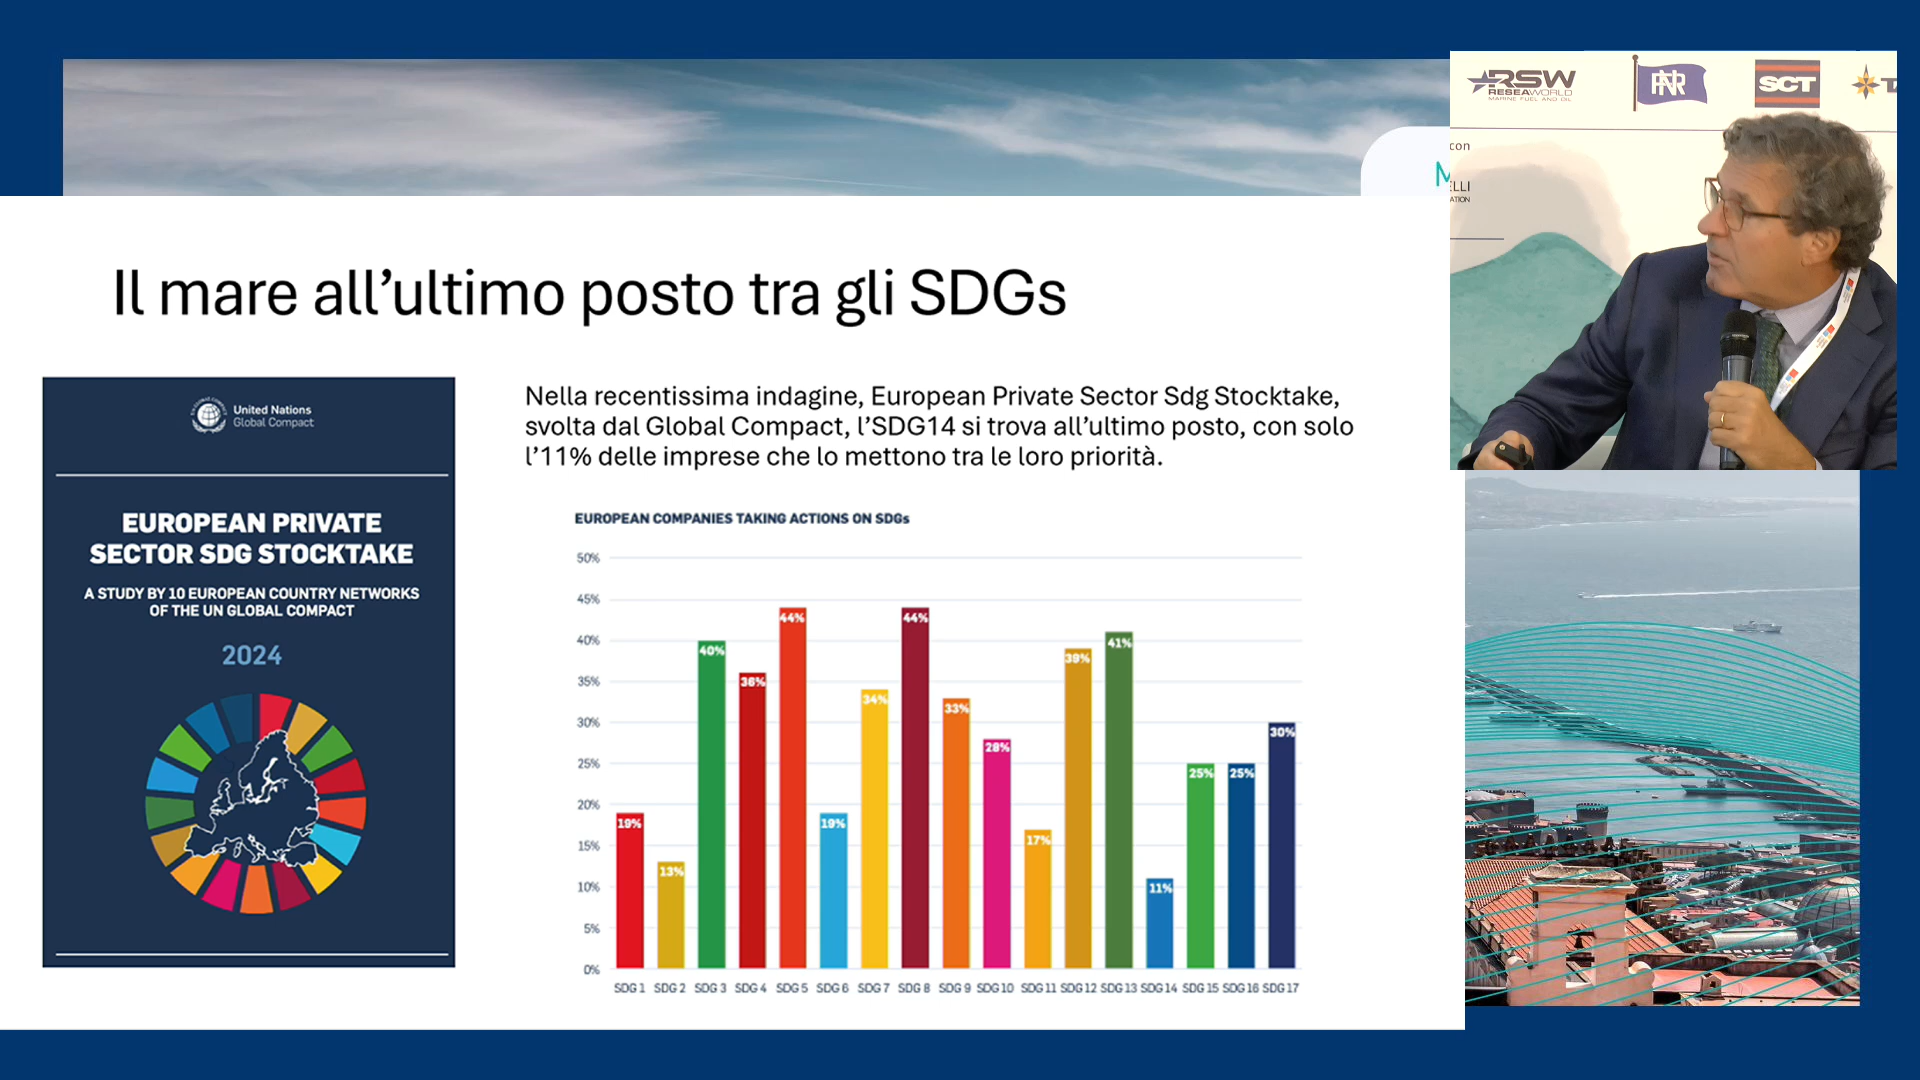 RSW
RESEAWORLD
MARINE FUEL AND OIL
SCT
con
M
ELLI
ATION
Il mare all’ultimo posto tra gli SDGs
United Nations
Global Compact
EUROPEAN PRIVATE
SECTOR SDG STOCKTAKE
A STUDY BY 10 EUROPEAN COUNTRY NETWORKS
OF THE UN GLOBAL COMPACT
2024
Nella recentissima indagine, European Private Sector Sdg Stocktake,
svolta dal Global Compact, l’SDG14 si trova all’ultimo posto, con solo
l’11% delle imprese che lo mettono tra le loro priorità.
EUROPEAN COMPANIES TAKING ACTIONS ON SDGs
50%
45%
40%
35%
30%
25%
20%
15%
10%
5%
0%
19%
13%
40%
36%
44%
19%
34%
44%
33%
28%
17%
39%
41%
11%
25%
25%
30%
SDG 1 SDG 2 SDG 3 SDG 4 SDG 5 SDG 6 SDG 7 SDG 8 SDG 9 SDG 10 SDG 11 SDG 12 SDG 13 SDG 14 SDG 15 SDG 16 SDG 17